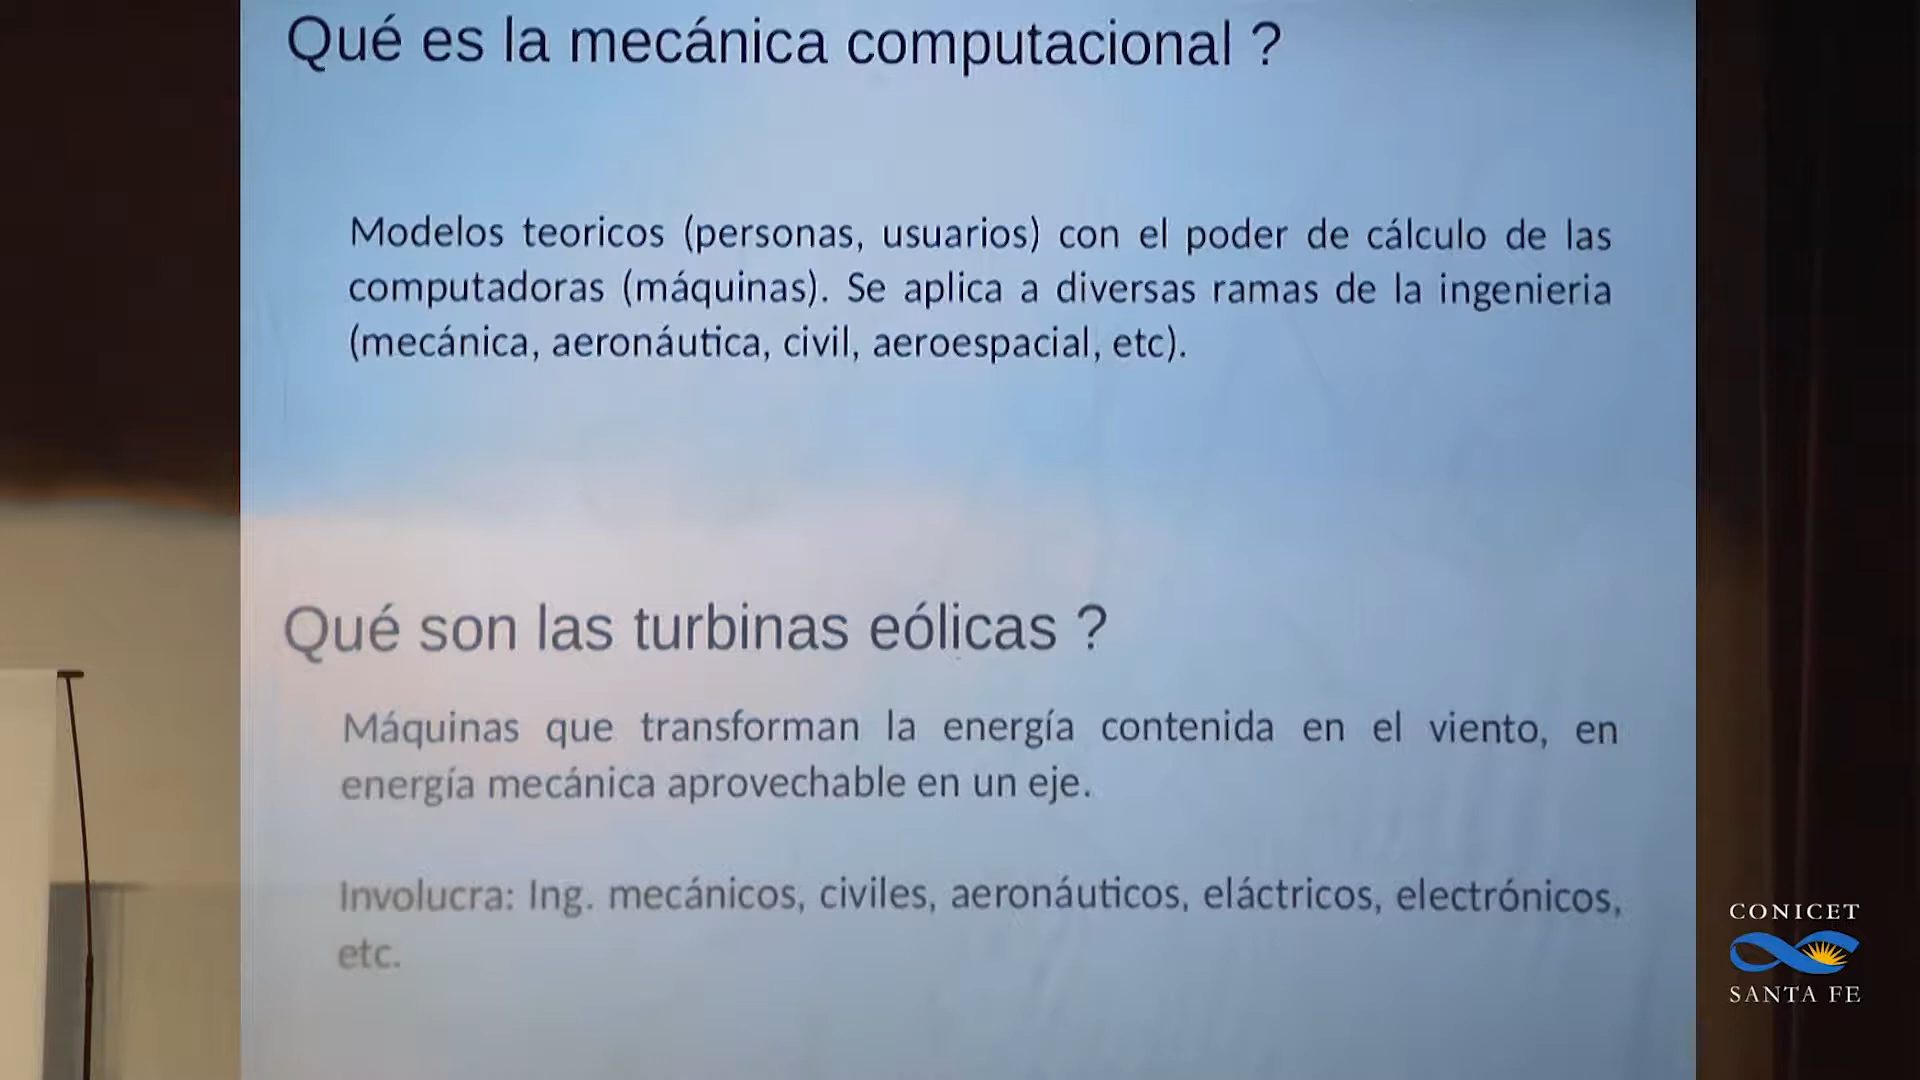 Qué es la mecánica computacional ?
Modelos teoricos (personas, usuarios) con el poder de cálculo de las
computadoras (máquinas). Se aplica a diversas ramas de la ingenieria
(mecánica, aeronáutica, civil, aeroespacial, etc).
Qué son las turbinas eólicas ?
Máquinas que transforman la energía contenida en el viento, en
energía mecánica aprovechable en un eje.
Involucra: Ing. mecánicos, civiles, aeronáuticos, eláctricos, electrónicos,
etc.
CONICET
SANTA FE